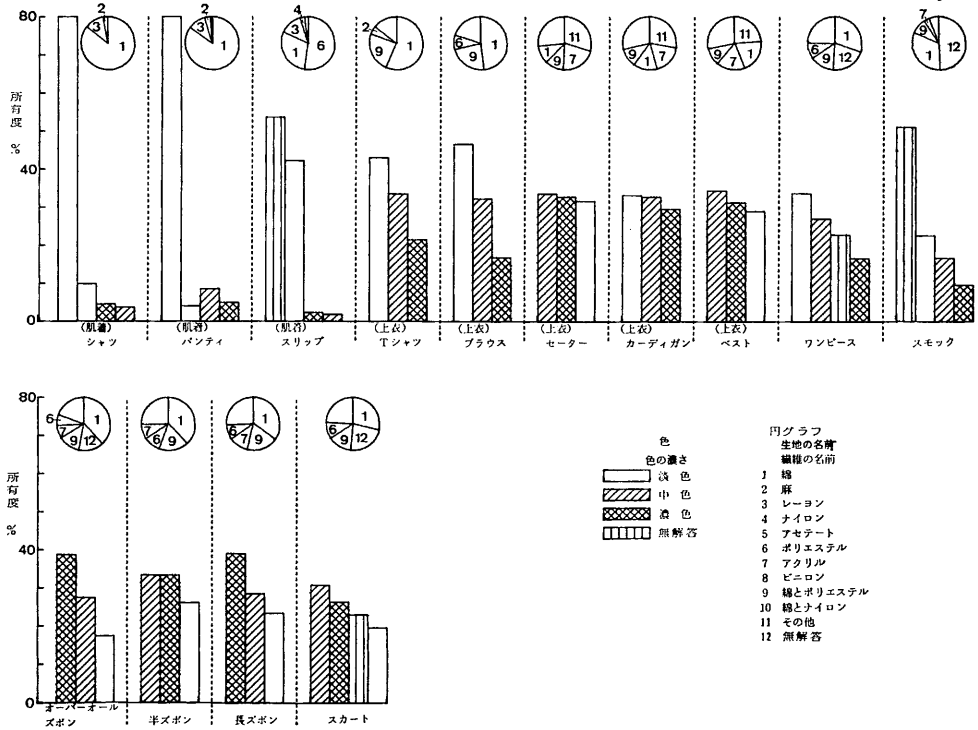 80
40
0
所有度
%
2
3
1
2
3
1
4
3
1
6
2
9
1
6
9
1
11
1
9
7
11
9
1
7
11
9
7
1
1
6
9
12
7
9
1
12
(肌着)
シャツ
(肌着)
パンティ
(肌着)
スリップ
(上衣)
Tシャツ
(上衣)
ブラウス
(上衣)
セーター
(上衣)
カーディガン
(上衣)
ベスト
ワンピース
スモック
80
40
0
所有度
%
6
7
9
12
1
7
6
9
1
6
7
9
1
6
9
12
1
オーバーオール
ズボン
半ズボン
長ズボン
スカート
色
色の濃さ
淡 色
中 色
濃 色
無解答
円グラフ
生地の名前
繊維の名前
1 綿
2 麻
3 レーヨン
4 ナイロン
5 アセテート
6 ポリエステル
7 アクリル
8 ビニロン
9 綿とポリエステル
10 綿とナイロン
11 その他
12 無解答